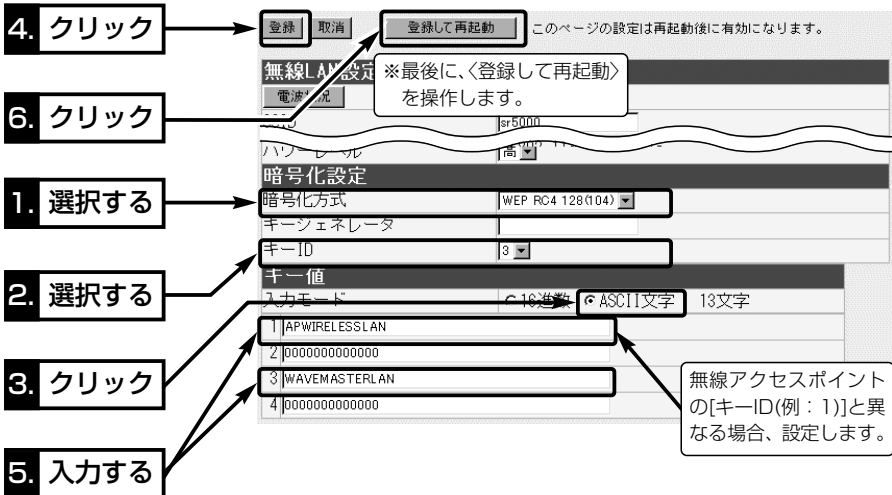 4. クリック
登録 取消 登録して再起動 このページの設定は再起動後に有効になります。
無線LAN設定
※最後に、〈登録して再起動〉
を操作します。
6. クリック
sr5000
パワーレベル 高
暗号化設定
1. 選択する
暗号化方式 WEP RC4 128(104)
キージェネレータ
キーID 3
キー値
2. 選択する
入力モード 16進数 ASCII文字 13文字
1 APWIRELESSLAN
2 0000000000000
3. クリック
3 WAVEMASTERLAN
4 0000000000000
無線アクセスポイント
の[キーID(例：1)]と異
なる場合、設定します。
5. 入力する